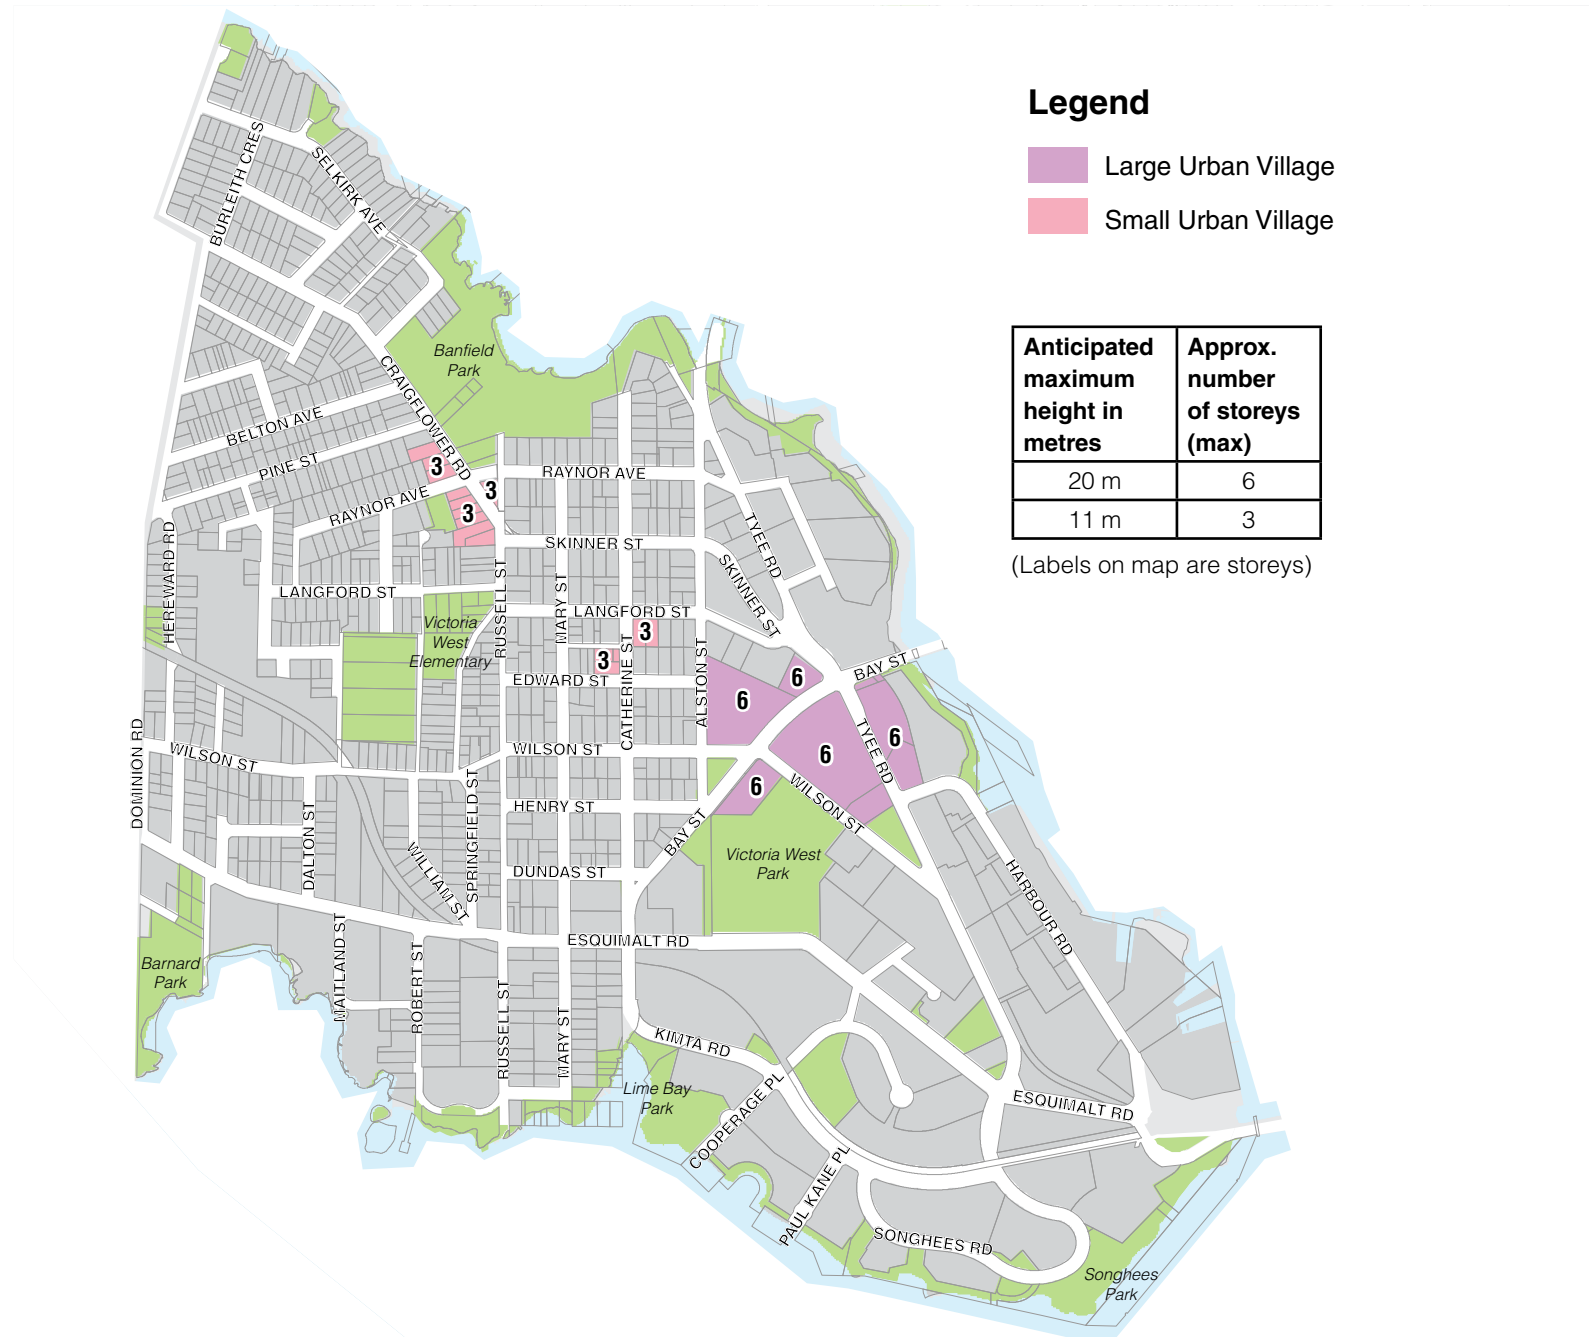 Legend
Large Urban Village
Small Urban Village
Anticipated
maximum
height in
metres
Approx.
number
of storeys
(max)
20 m
6
11 m
3
(Labels on map are storeys)
BURLEITH CRES
SELKIRK AVE
Banfield
Park
CRAIGFLOWER RD
BELTON AVE
PINE ST
3
3
3
RAYNOR AVE
RAYNOR AVE
SKINNER ST
TYEE RD
SKINNER ST
HEREWARD RD
LANGFORD ST
RUSSELL ST
MARY ST
LANGFORD ST
Victoria
West
Elementary
3
3
CATHERINE ST
ALSTON ST
EDWARD ST
BAY ST
6
6
6
6
6
TYEE RD
DOMINION RD
WILSON ST
WILSON ST
WILSON ST
HENRY ST
BAY ST
DALTON ST
SPRINGFIELD ST
WILLIAM ST
DUNDAS ST
Victoria West
Park
HARBOUR RD
ESQUIMALT RD
Barnard
Park
MAITLAND ST
ROBERT ST
RUSSELL ST
MARY ST
KIMTA RD
Lime Bay
Park
COOPERAGE PL
ESQUIMALT RD
PAUL KANE PL
SONGHEES RD
Songhees
Park